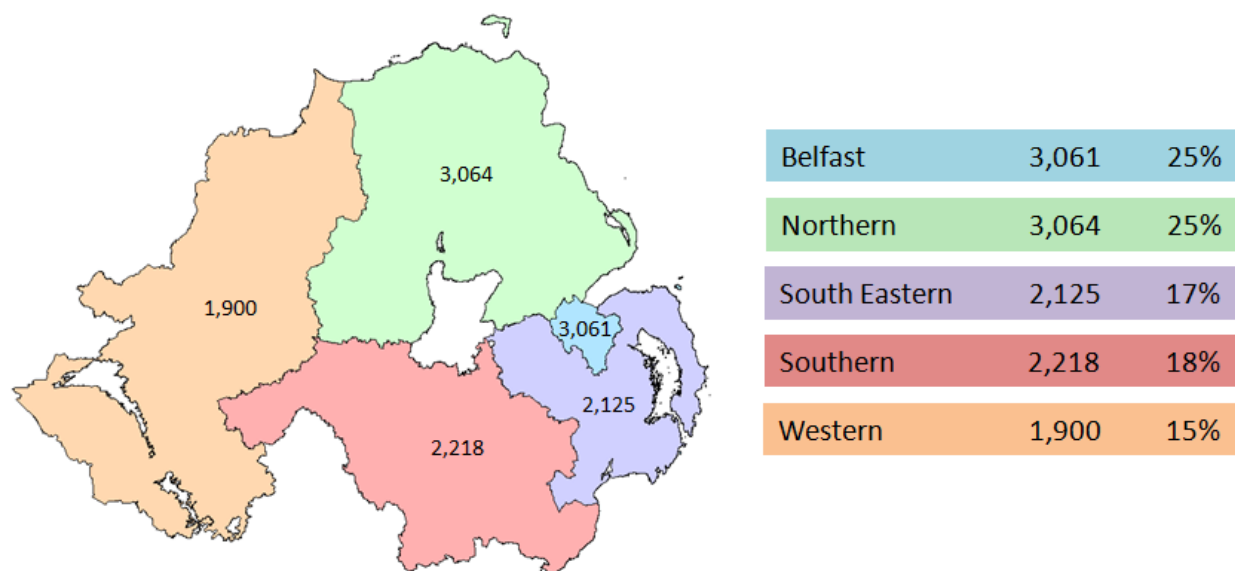 3,064
1,900
3,061
2,125
2,218
Belfast 3,061 25%
Northern 3,064 25%
South Eastern 2,125 17%
Southern 2,218 18%
Western 1,900 15%